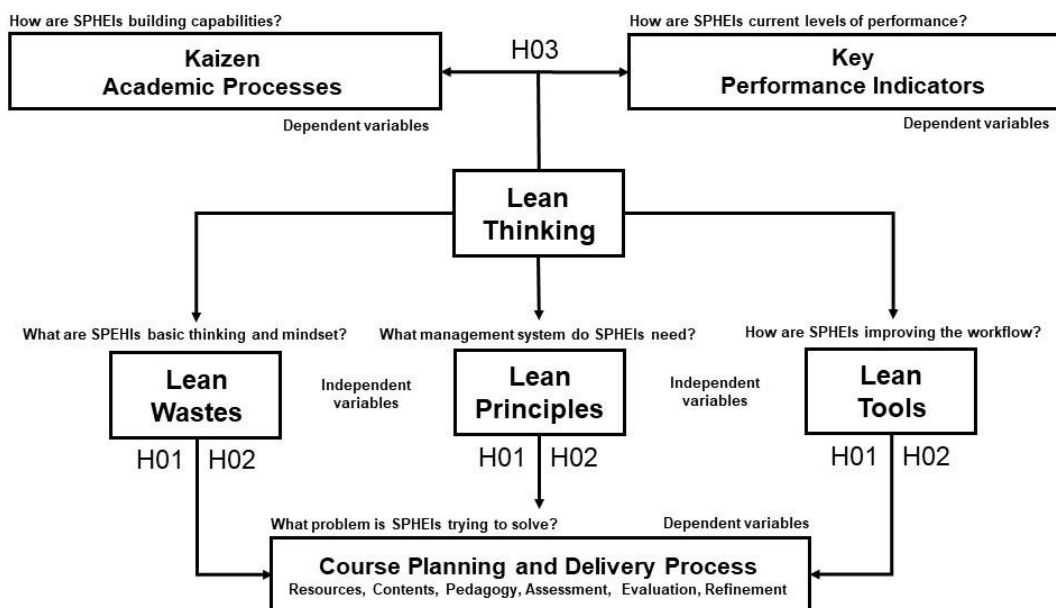 How are SPHEIs building capabilities?
How are SPHEIs current levels of performance?
Kaizen
Academic Processes
H03
Key
Performance Indicators
Dependent variables
Dependent variables
Lean
Thinking
What are SPEHIs basic thinking and mindset?
What management system do SPHEIs need?
How are SPHEIs improving the workflow?
Lean
Wastes
Independent
variables
Lean
Principles
Independent
variables
Lean
Tools
H01
H02
H01
H02
H01
H02
What problem is SPHEIs trying to solve?
Dependent variables
Course Planning and Delivery Process
Resources, Contents, Pedagogy, Assessment, Evaluation, Refinement